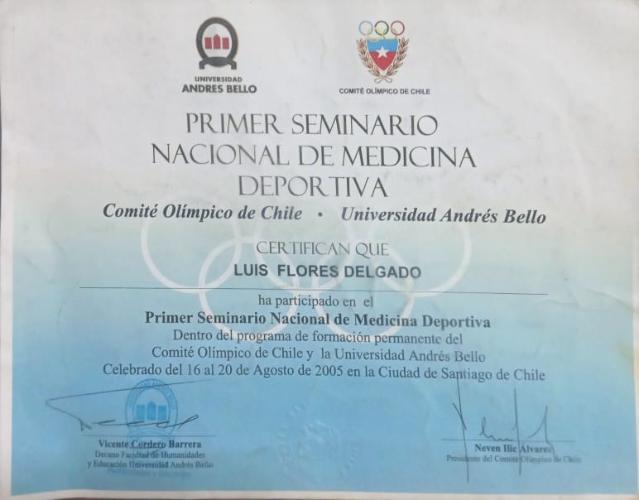 UNIVERSIDAD
ANDRES BELLO
COMITÉ OLÍMPICO DE CHILE
PRIMER SEMINARIO
NACIONAL DE MEDICINA
DEPORTIVA
Comité Olímpico de Chile • Universidad Andrés Bello
CERTIFICAN QUE
LUIS FLORES DELGADO
ha participado en el
Primer Seminario Nacional de Medicina Deportiva
Dentro del programa de formación permanente del
Comité Olímpico de Chile y la Universidad Andrés Bello
Celebrado del 16 al 20 de Agosto de 2005 en la Ciudad de Santiago de Chile
Vicente Cordero Barrera
Decano Facultad de Humanidades
y Educación Universidad Andrés Bello
Neven Ilic Alvarez
Presidente del Comité Olímpico de Chile